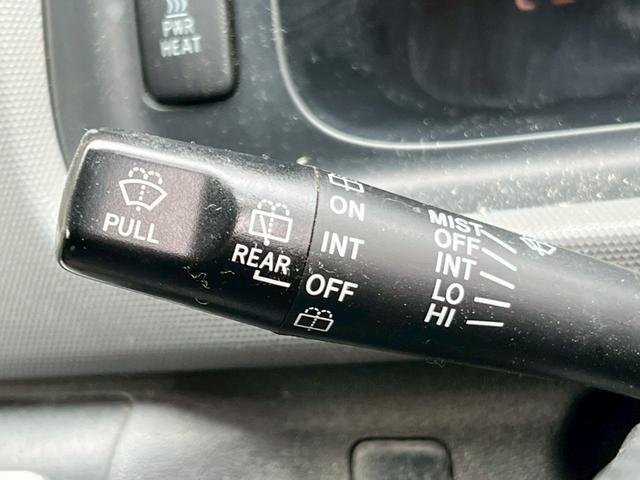 PWR
HEAT
PULL
REAR
ON
INT
OFF
MIST
OFF
INT
LO
HI